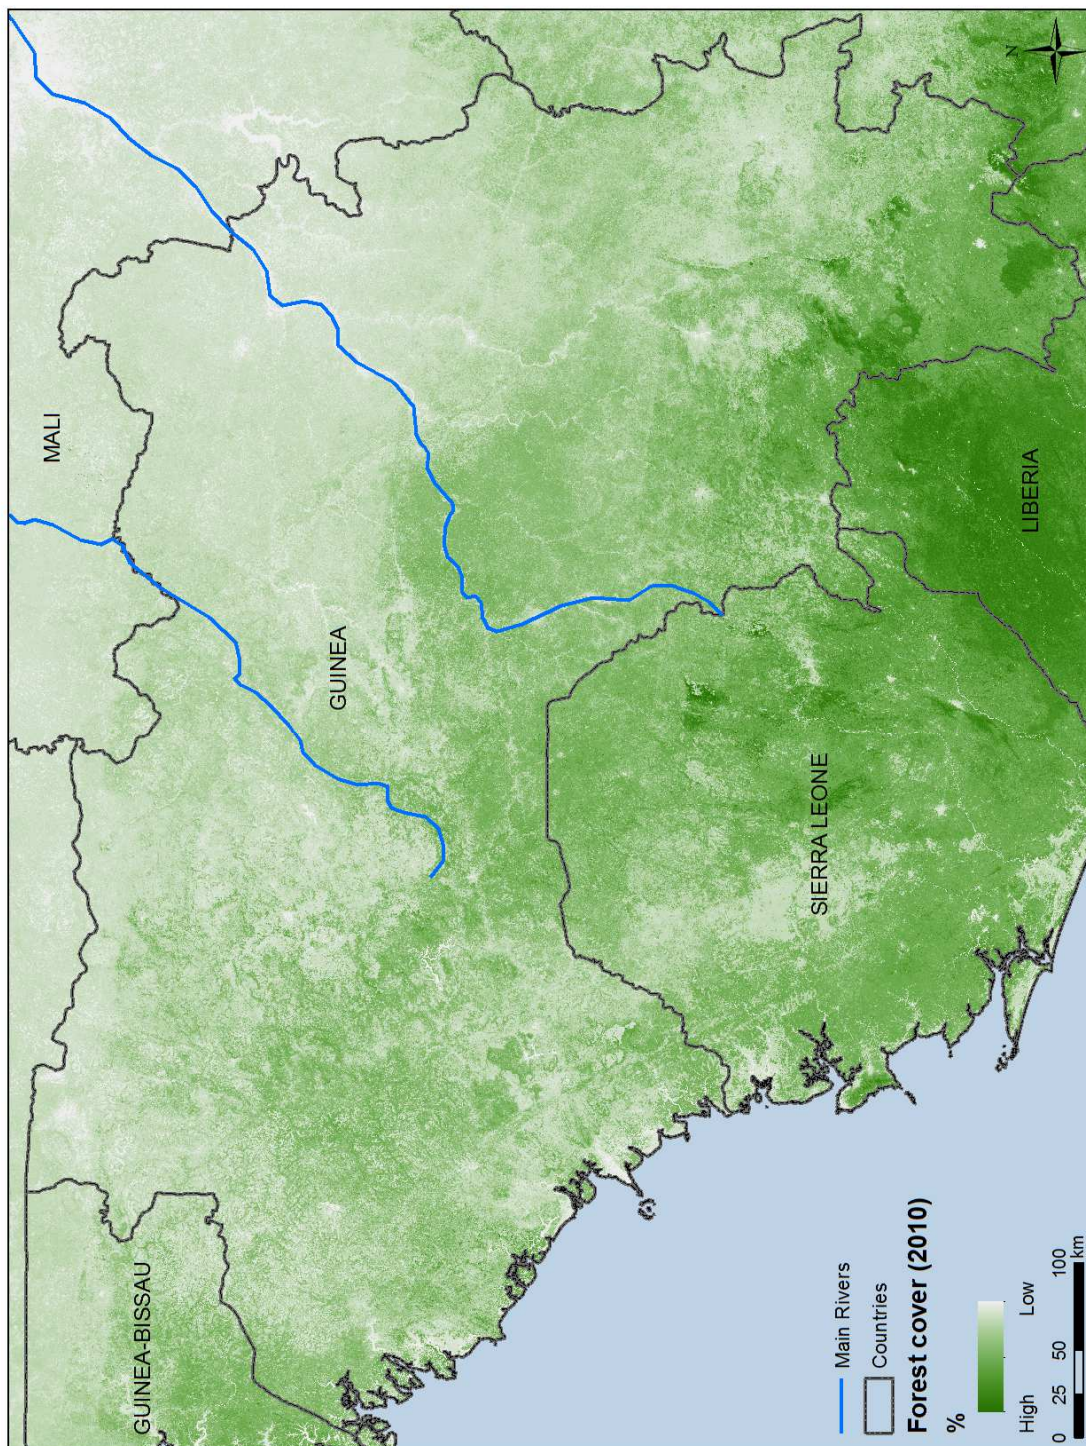 MALI
GUINEA-BISSAU
GUINEA
SIERRA LEONE
LIBERIA
N
Main Rivers
Countries
Forest cover (2010)
%
High Low
0 25 50 100
km